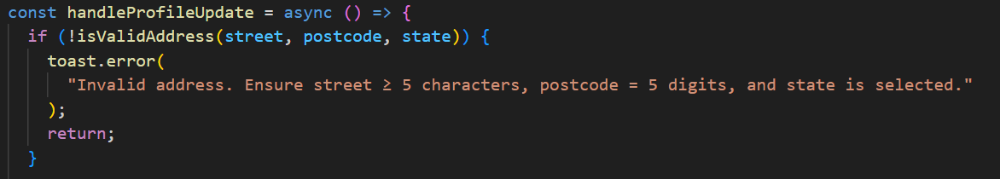 const handleProfileUpdate = async () => {
if (!isValidAddress(street, postcode, state)) {
toast.error(
"Invalid address. Ensure street ≥ 5 characters, postcode = 5 digits, and state is selected."
);
return;
}